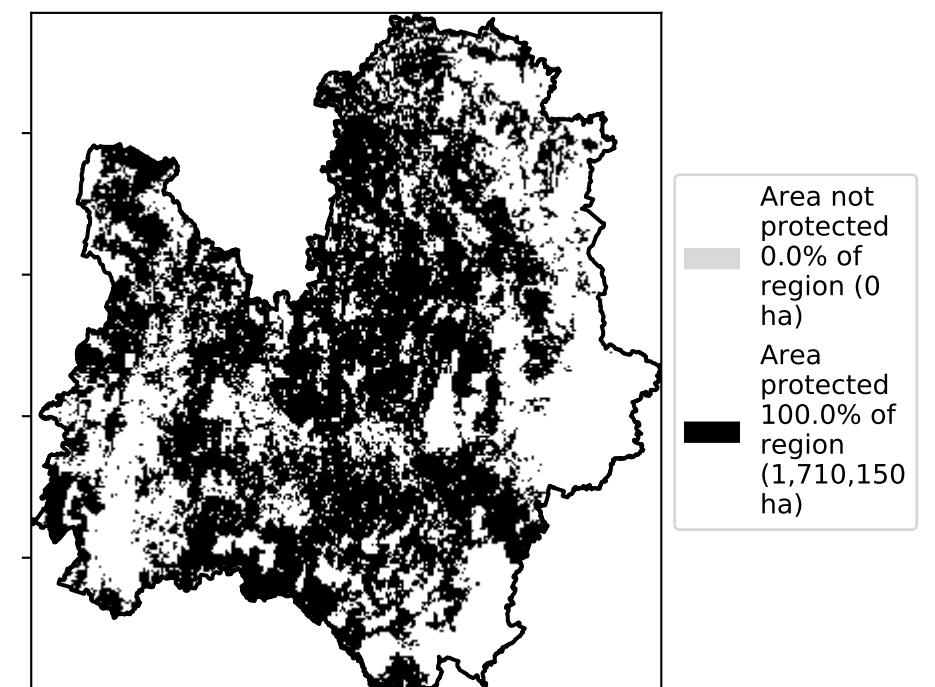 Area not
protected
0.0% of
region (0
ha)
Area
protected
100.0% of
region
(1,710,150
ha)